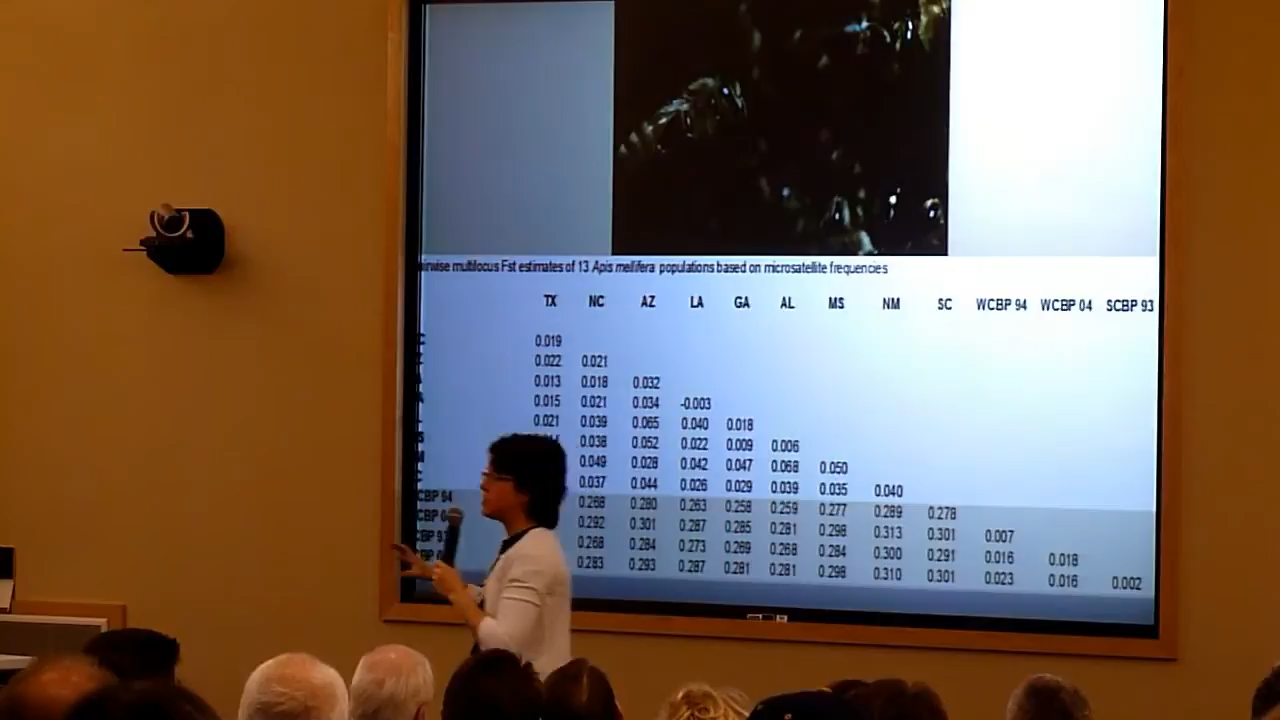 Fst estimates of 13 Apis mellifera populations based on microsatellite frequencies
TX NC AZ LA GA AL MS NM SC WCBP 94 WCBP 04 SCBP 93
0.019
0.022 0.021
0.013 0.018 0.032
0.015 0.021 0.034 -0.003
0.021 0.039 0.065 0.040 0.018
0.038 0.052 0.022 0.009 0.006
0.049 0.028 0.042 0.047 0.068 0.050
0.037 0.044 0.026 0.029 0.039 0.035 0.040
CBP 94 0.268 0.280 0.263 0.258 0.259 0.277 0.289 0.278
0.292 0.301 0.287 0.285 0.281 0.298 0.313 0.301 0.007
0.268 0.284 0.273 0.269 0.268 0.284 0.300 0.291 0.016 0.018
0.283 0.293 0.287 0.281 0.281 0.298 0.310 0.301 0.023 0.016 0.002